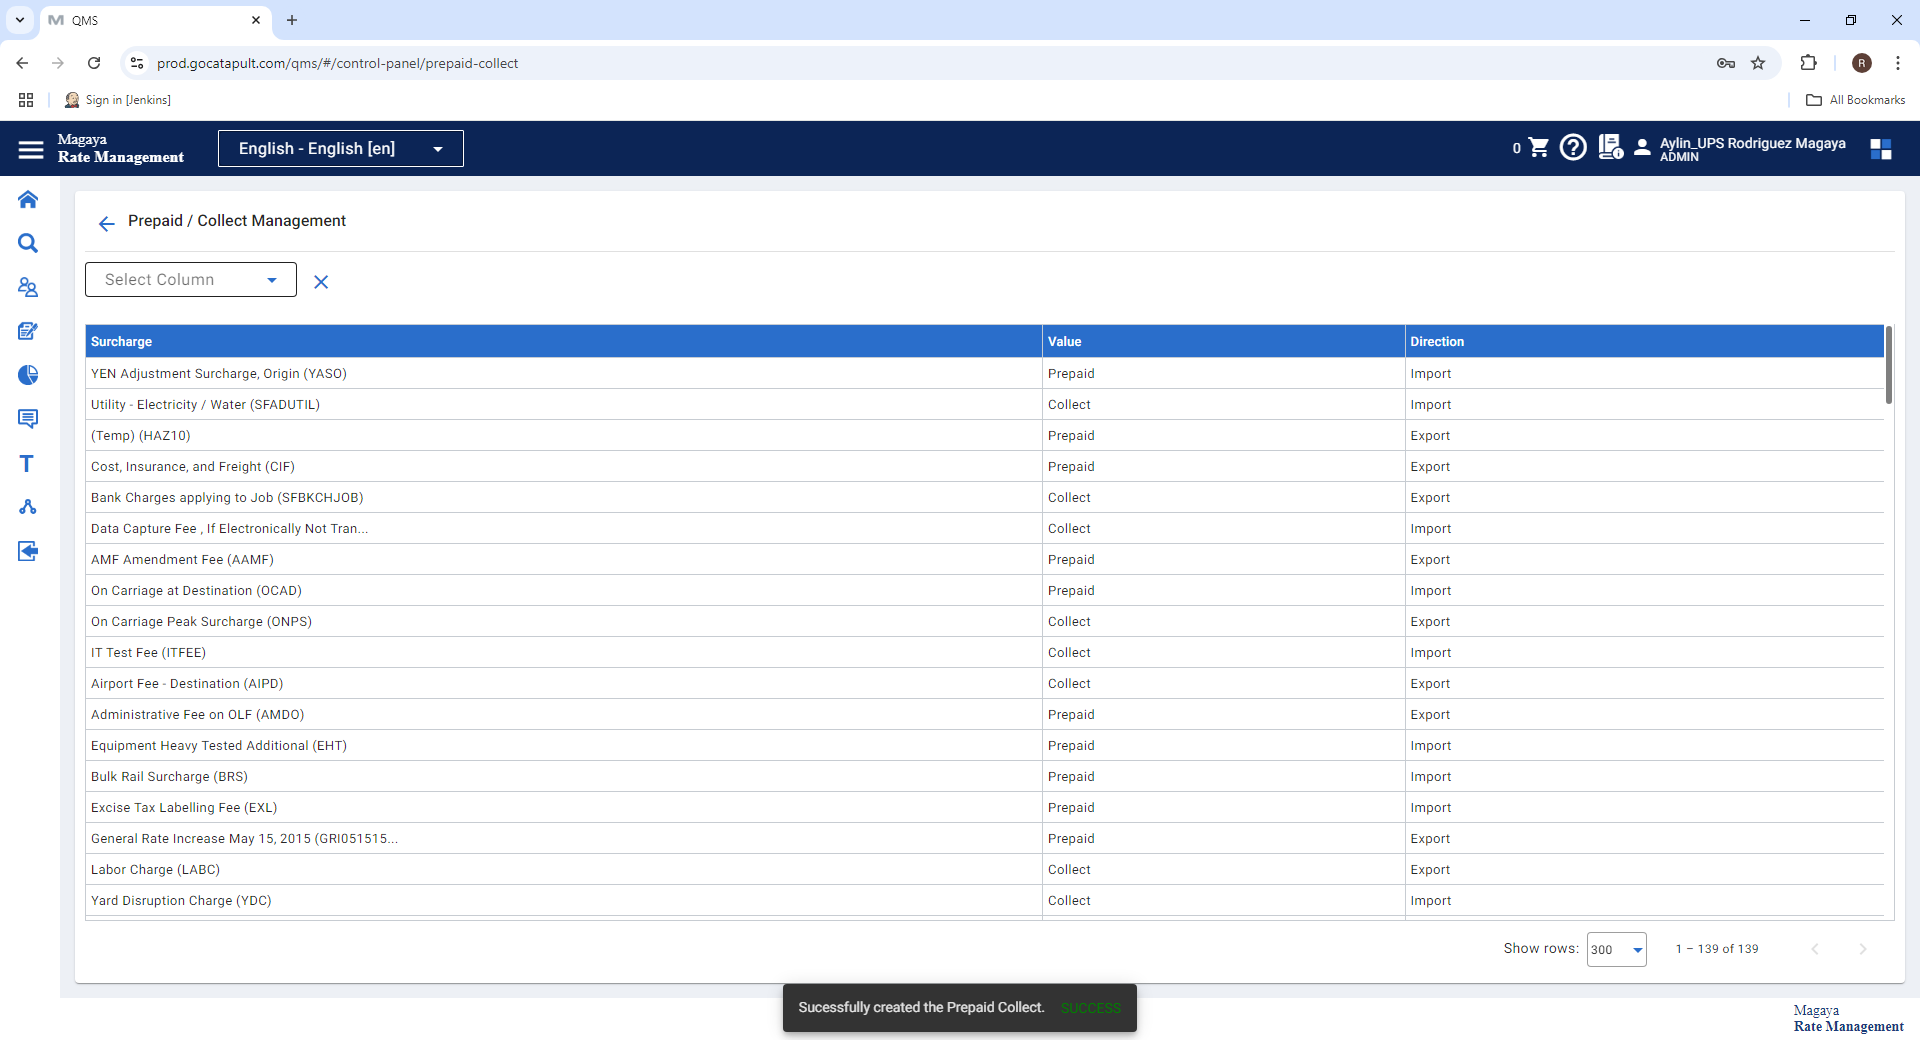 QMS
prod.gocatapult.com/qms/#/control-panel/prepaid-collect
R
Sign in [Jenkins]
All Bookmarks
Magaya
Rate Management
English - English [en]
0
Aylin_UPS Rodriguez Magaya
ADMIN
Prepaid / Collect Management
Select Column
Surcharge Value Direction
YEN Adjustment Surcharge, Origin (YASO) Prepaid Import
Utility - Electricity / Water (SFADUTIL) Collect Import
(Temp) (HAZ10) Prepaid Export
Cost, Insurance, and Freight (CIF) Prepaid Export
Bank Charges applying to Job (SFBKCHJOB) Collect Export
Data Capture Fee , If Electronically Not Tran... Collect Import
AMF Amendment Fee (AAMF) Prepaid Export
On Carriage at Destination (OCAD) Prepaid Import
On Carriage Peak Surcharge (ONPS) Collect Export
IT Test Fee (ITFEE) Collect Import
Airport Fee - Destination (AIPD) Collect Export
Administrative Fee on OLF (AMDO) Prepaid Export
Equipment Heavy Tested Additional (EHT) Prepaid Import
Bulk Rail Surcharge (BRS) Prepaid Import
Excise Tax Labelling Fee (EXL) Prepaid Import
General Rate Increase May 15, 2015 (GRI051515... Prepaid Export
Labor Charge (LABC) Collect Export
Yard Disruption Charge (YDC) Collect Import
Show rows: 300 1 – 139 of 139
Sucessfully created the Prepaid Collect. SUCCESS
Magaya
Rate Management